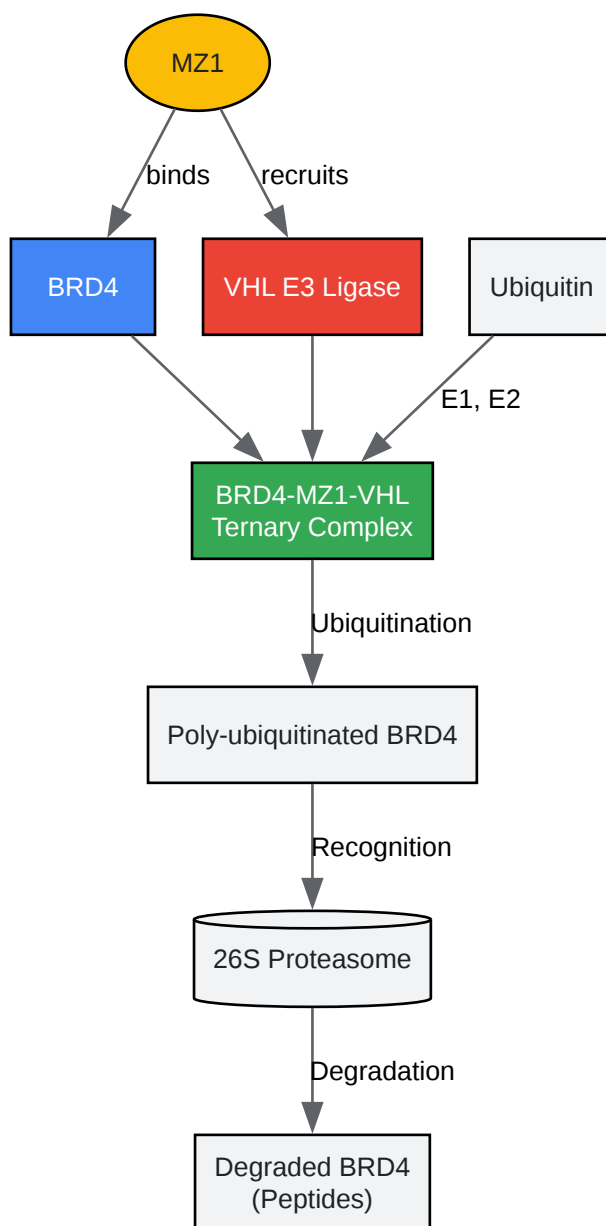 MZ1
binds
recruits
BRD4
VHL E3 Ligase
Ubiquitin
E1, E2
BRD4-MZ1-VHL
Ternary Complex
Ubiquitination
Poly-ubiquitinated BRD4
Recognition
26S Proteasome
Degradation
Degraded BRD4
(Peptides)